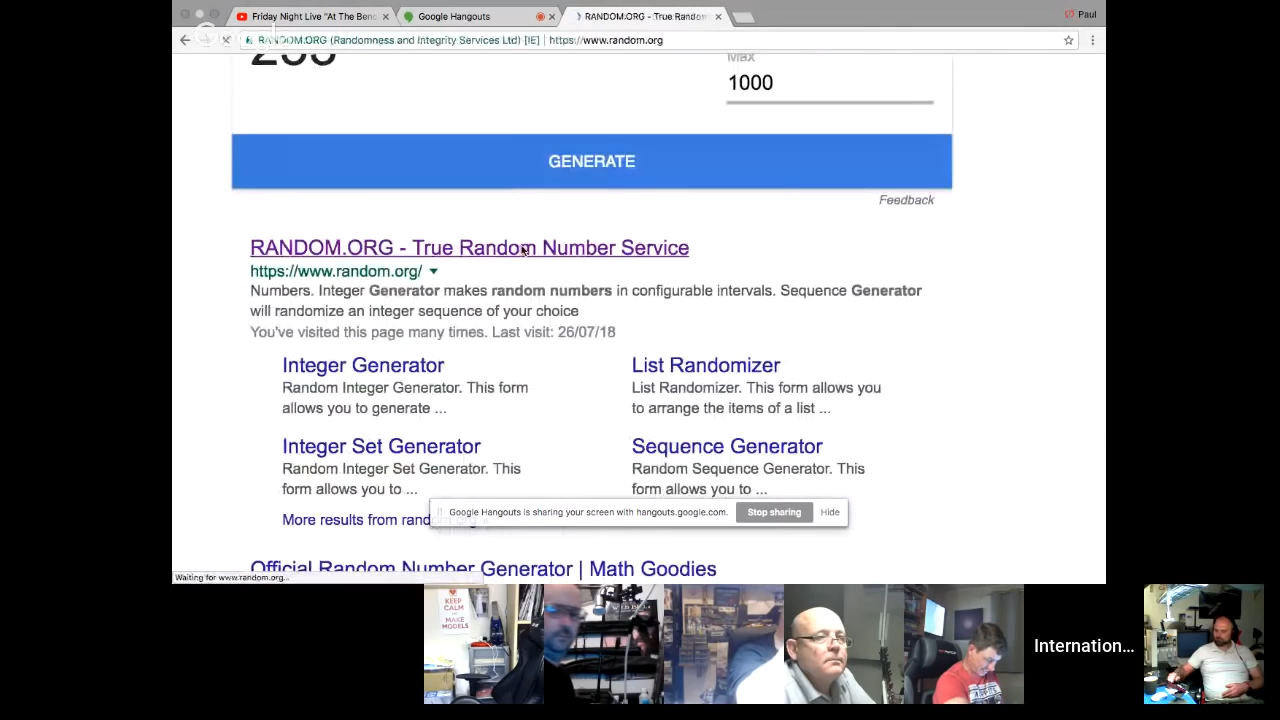 Friday Night Live "At The Benc
Google Hangouts
RANDOM.ORG - True Random
Paul
RANDOM.ORG (Randomness and Integrity Services Ltd) [IE] | https://www.random.org
Max
1000
GENERATE
Feedback
RANDOM.ORG - True Random Number Service
https://www.random.org/
Numbers. Integer Generator makes random numbers in configurable intervals. Sequence Generator
will randomize an integer sequence of your choice
You've visited this page many times. Last visit: 26/07/18
Integer Generator
Random Integer Generator. This form
allows you to generate ...
List Randomizer
List Randomizer. This form allows you
to arrange the items of a list ...
Integer Set Generator
Random Integer Set Generator. This
form allows you to ...
Sequence Generator
Random Sequence Generator. This
form allows you to ...
Google Hangouts is sharing your screen with hangouts.google.com.
Stop sharing
Hide
More results from random.org »
Official Random Number Generator | Math Goodies
Waiting for www.random.org...
KEEP
CALM
AND
MAKE
MODELS
Internation...